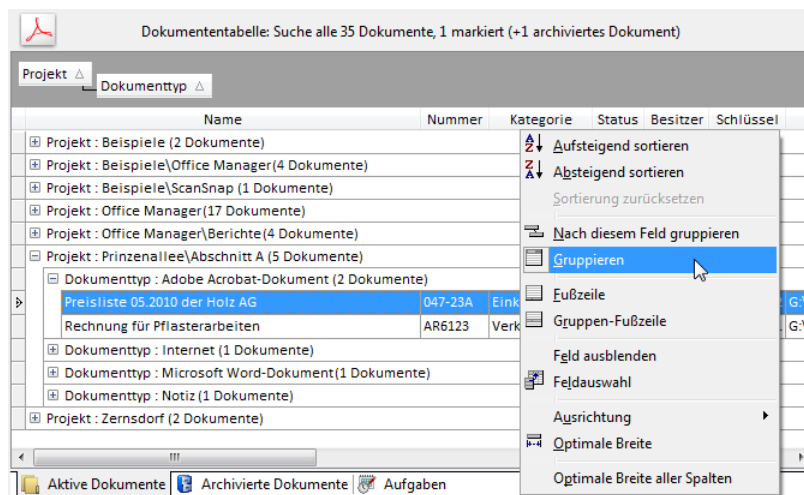 Dokumententabelle: Suche alle 35 Dokumente, 1 markiert (+1 archiviertes Dokument)
Projekt
Dokumenttyp
Name Nummer Kategorie Status Besitzer Schlüssel
Projekt : Beispiele (2 Dokumente)
Projekt : Beispiele\Office Manager(4 Dokumente)
Projekt : Beispiele\ScanSnap (1 Dokumente)
Projekt : Office Manager(17 Dokumente)
Projekt : Office Manager\Berichte(4 Dokumente)
Projekt : Prinzenallee\Abschnitt A (5 Dokumente)
Dokumenttyp : Adobe Acrobat-Dokument (2 Dokumente)
Preisliste 05.2010 der Holz AG 047-23A Eink G:\
Rechnung für Pflasterarbeiten AR6123 Verk G:\
Dokumenttyp : Internet (1 Dokumente)
Dokumenttyp : Microsoft Word-Dokument(1 Dokumente)
Dokumenttyp : Notiz (1 Dokumente)
Projekt : Zernsdorf (2 Dokumente)
Aufsteigend sortieren
Absteigend sortieren
Sortierung zurücksetzen
Nach diesem Feld gruppieren
Gruppieren
Fußzeile
Gruppen-Fußzeile
Feld ausblenden
Feldauswahl
Ausrichtung
Optimale Breite
Optimale Breite aller Spalten
Aktive Dokumente Archivierte Dokumente Aufgaben